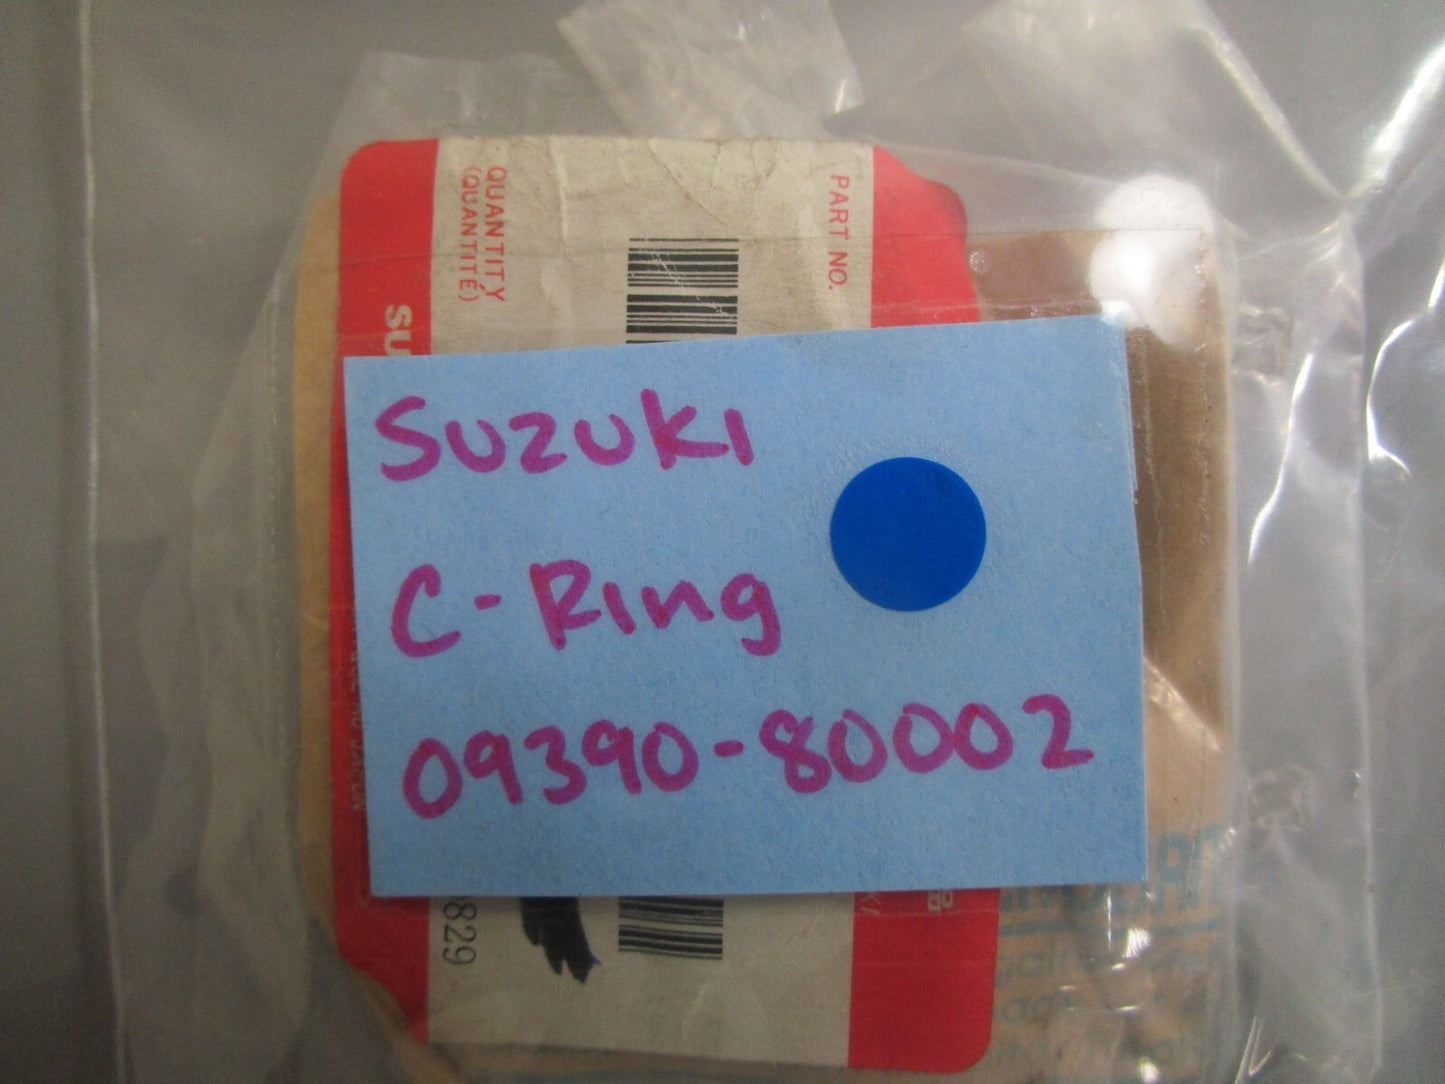 Suzuki
C-Ring
09390-80002
QUANTITY
(QUANTITÉ)
PART NO.
SU
829